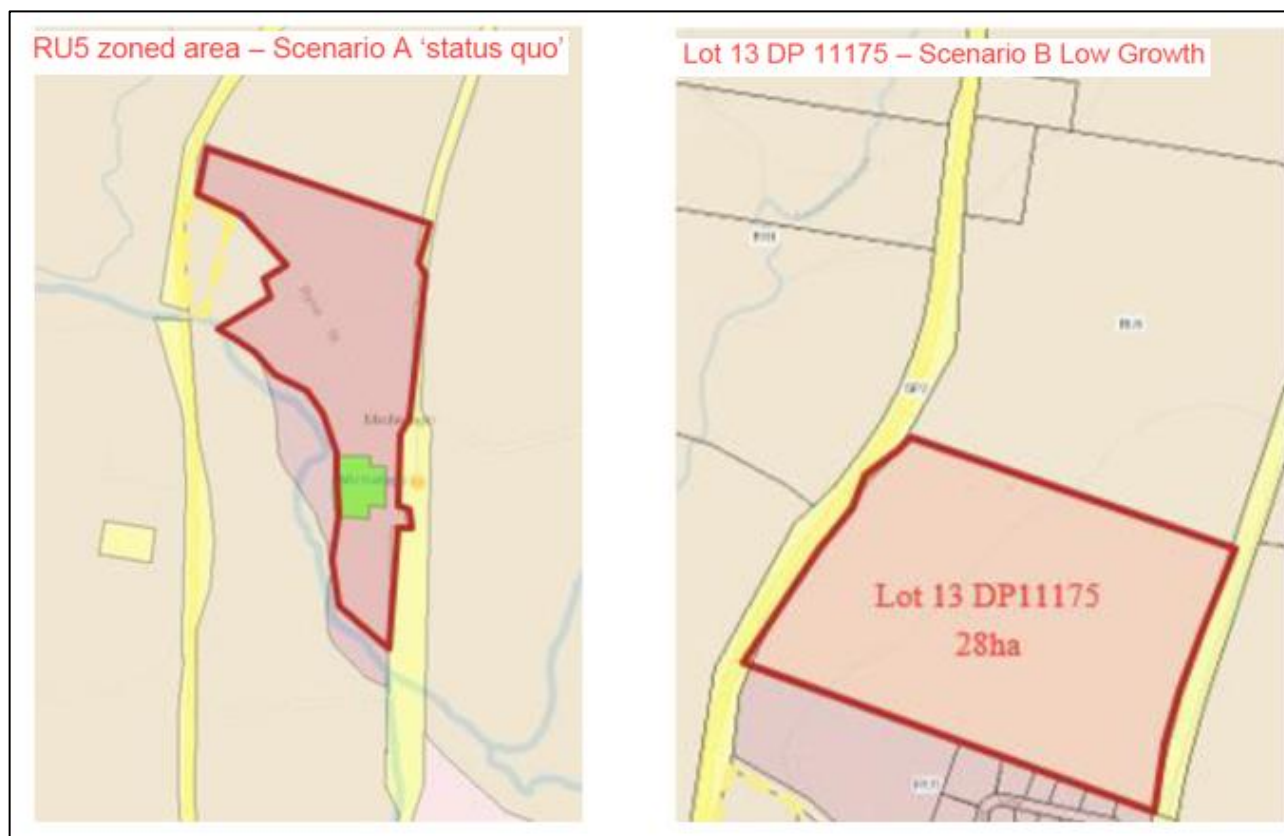 RU5 zoned area – Scenario A ‘status quo’
Lot 13 DP 11175 – Scenario B Low Growth
Lot 13 DP11175
28ha